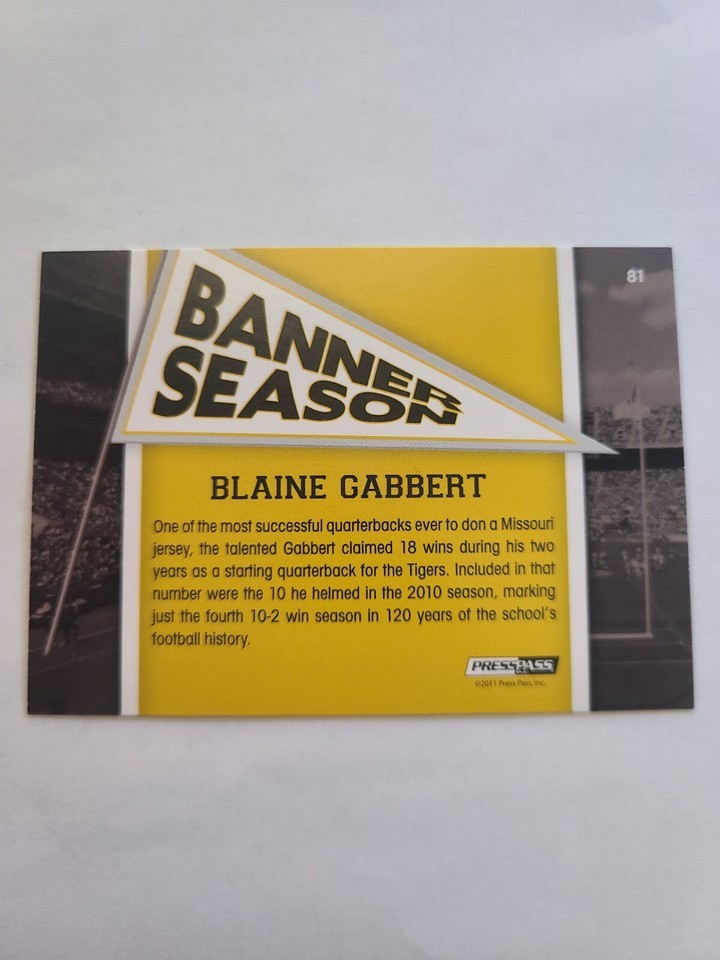 81
BANNER
SEASON
BLAINE GABBERT
One of the most successful quarterbacks ever to don a Missouri
jersey, the talented Gabbert claimed 18 wins during his two
years as a starting quarterback for the Tigers. Included in that
number were the 10 he helmed in the 2010 season, marking
just the fourth 10-2 win season in 120 years of the school's
football history.
PRESS PASS
©2011 Press Pass, Inc.